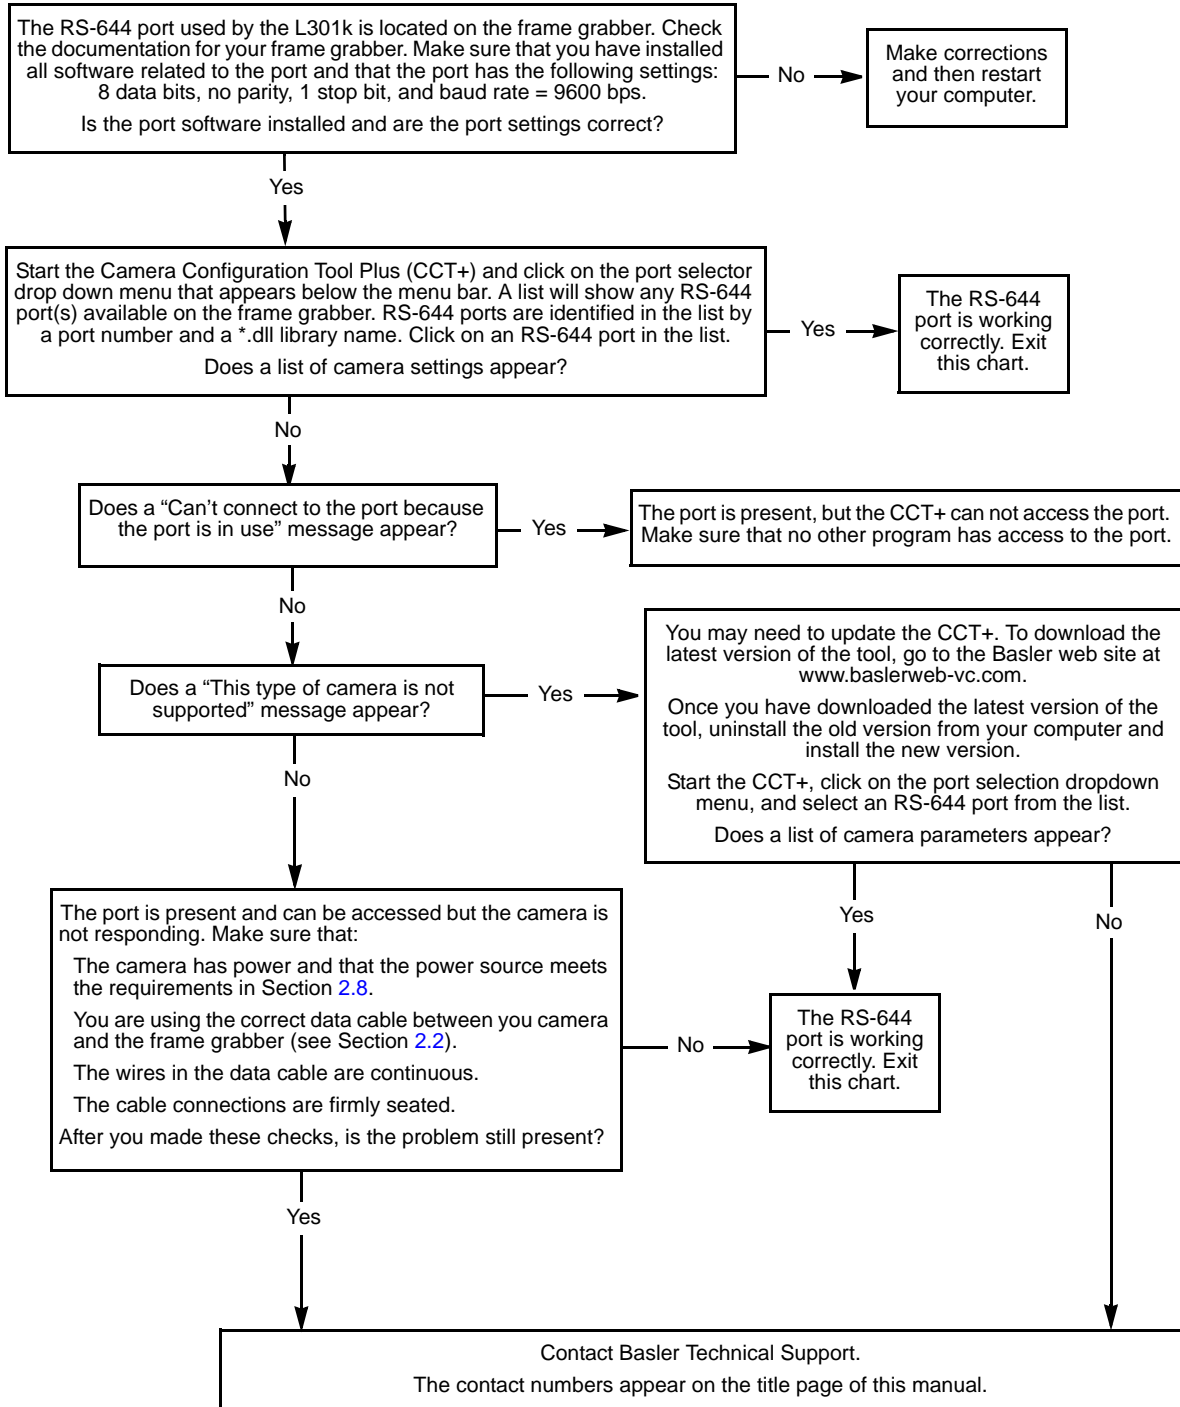 The RS-644 port used by the L301k is located on the frame grabber. Check
the documentation for your frame grabber. Make sure that you have installed
all software related to the port and that the port has the following settings:
8 data bits, no parity, 1 stop bit, and baud rate = 9600 bps.
Is the port software installed and are the port settings correct?
No
Make corrections
and then restart
your computer.
Yes
Start the Camera Configuration Tool Plus (CCT+) and click on the port selector
drop down menu that appears below the menu bar. A list will show any RS-644
port(s) available on the frame grabber. RS-644 ports are identified in the list by
a port number and a *.dll library name. Click on an RS-644 port in the list.
Does a list of camera settings appear?
Yes
The RS-644
port is working
correctly. Exit
this chart.
No
Does a “Can’t connect to the port because
the port is in use” message appear?
Yes
The port is present, but the CCT+ can not access the port.
Make sure that no other program has access to the port.
No
Does a “This type of camera is not
supported” message appear?
Yes
You may need to update the CCT+. To download the
latest version of the tool, go to the Basler web site at
www.baslerweb-vc.com.
Once you have downloaded the latest version of the
tool, uninstall the old version from your computer and
install the new version.
Start the CCT+, click on the port selection dropdown
menu, and select an RS-644 port from the list.
Does a list of camera parameters appear?
No
The port is present and can be accessed but the camera is
not responding. Make sure that:
The camera has power and that the power source meets
the requirements in Section 2.8.
You are using the correct data cable between you camera
and the frame grabber (see Section 2.2).
The wires in the data cable are continuous.
The cable connections are firmly seated.
After you made these checks, is the problem still present?
No
Yes
No
The RS-644
port is working
correctly. Exit
this chart.
Yes
Contact Basler Technical Support.
The contact numbers appear on the title page of this manual.